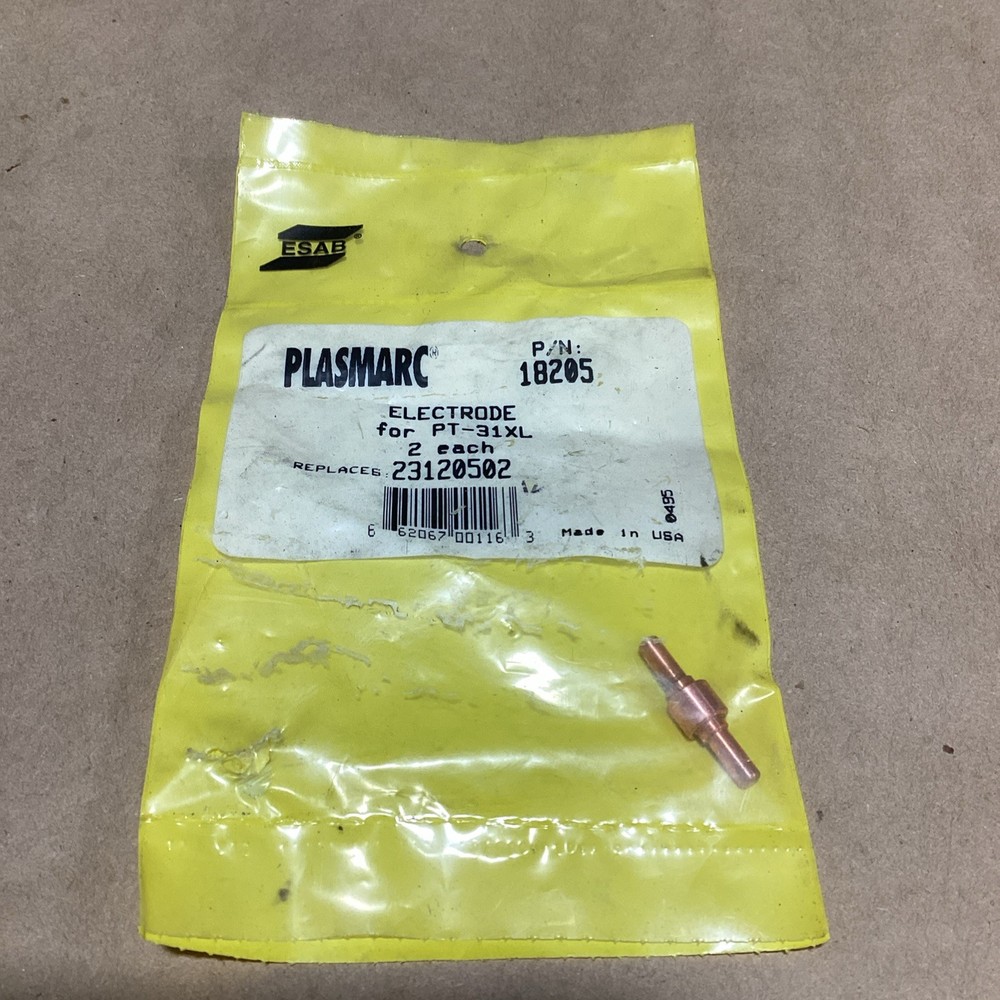 ESAB®
PLASMARC®
P/N:
18205
ELECTRODE
for PT-31XL
2 each
REPLACES: 23120502
6 62067 00116 3
Made in USA
0495